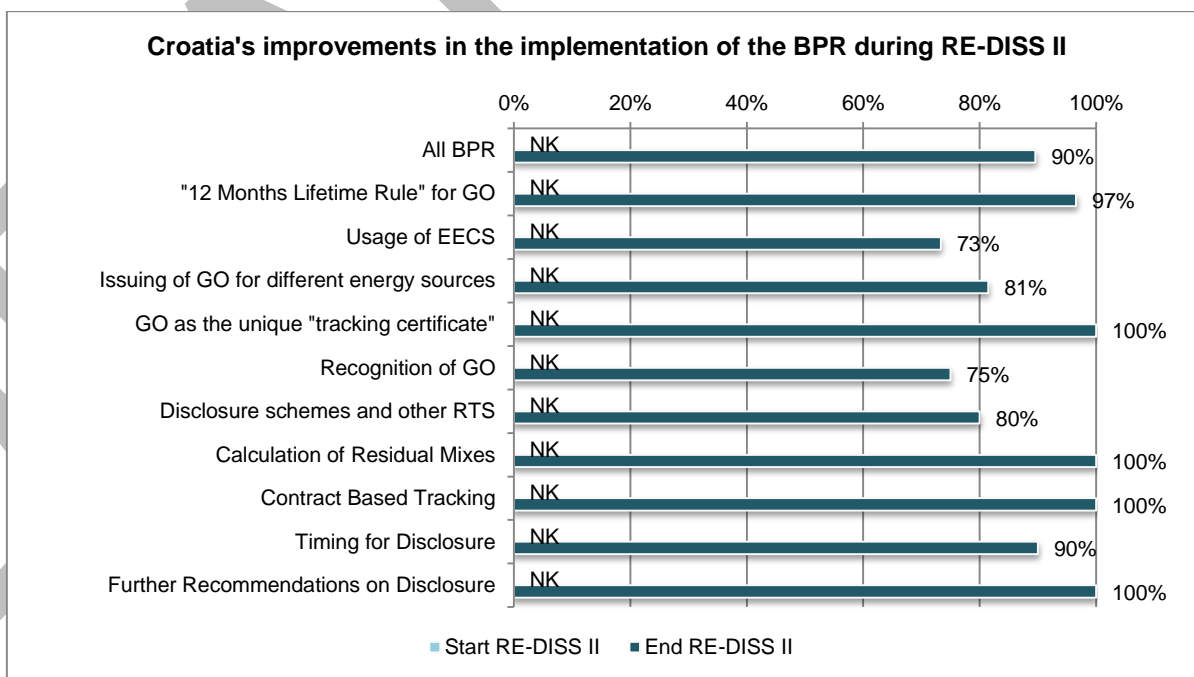 Croatia's improvements in the implementation of the BPR during RE-DISS II
0% 20% 40% 60% 80% 100%
All BPR NK 90%
"12 Months Lifetime Rule" for GO NK 97%
Usage of EECS NK 73%
Issuing of GO for different energy sources NK 81%
GO as the unique "tracking certificate" NK 100%
Recognition of GO NK 75%
Disclosure schemes and other RTS NK 80%
Calculation of Residual Mixes NK 100%
Contract Based Tracking NK 100%
Timing for Disclosure NK 90%
Further Recommendations on Disclosure NK 100%
Start RE-DISS II End RE-DISS II